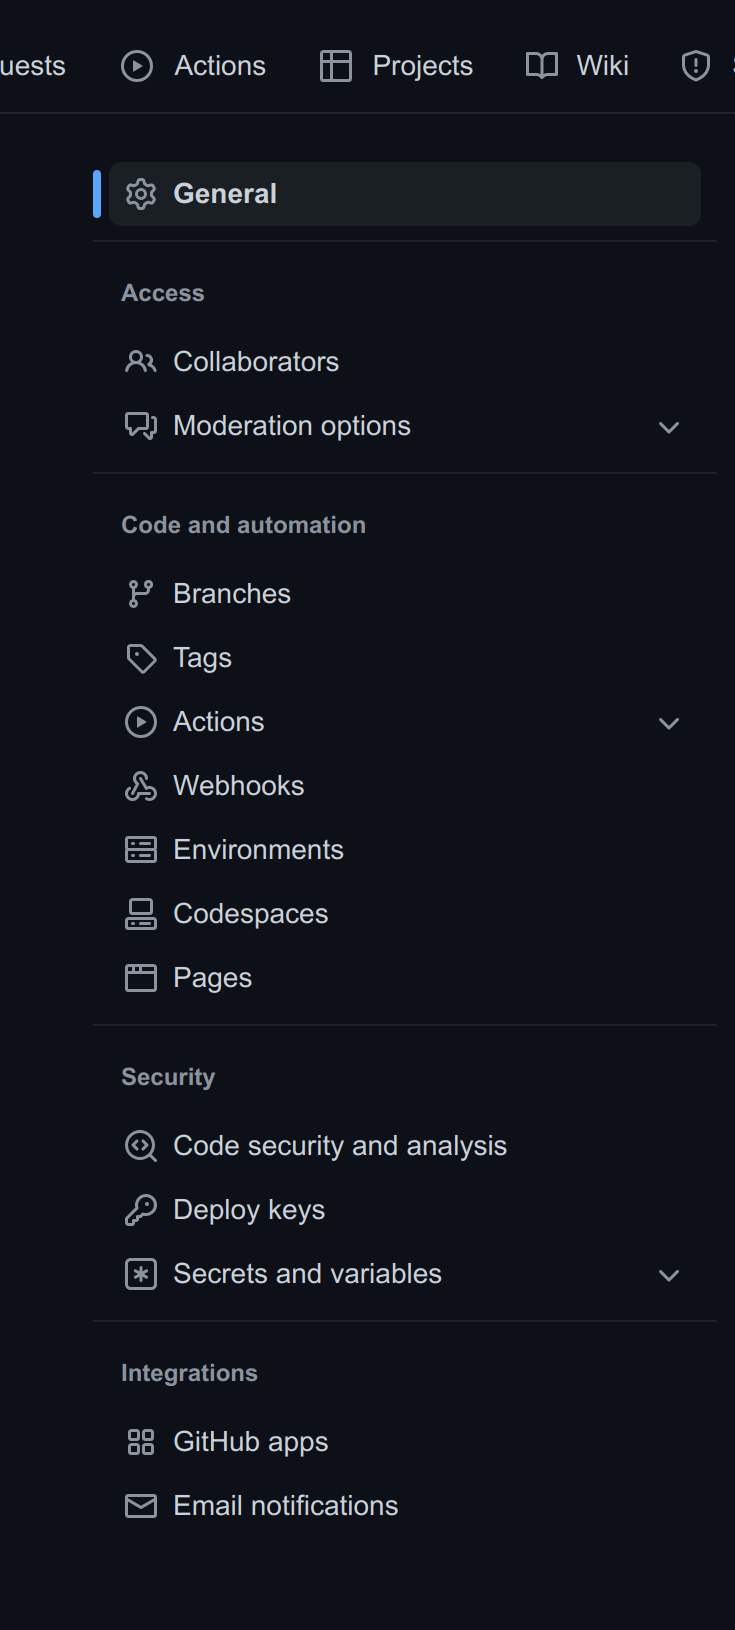 uests Actions Projects Wiki
General
Access
Collaborators
Moderation options
Code and automation
Branches
Tags
Actions
Webhooks
Environments
Codespaces
Pages
Security
Code security and analysis
Deploy keys
Secrets and variables
Integrations
GitHub apps
Email notifications